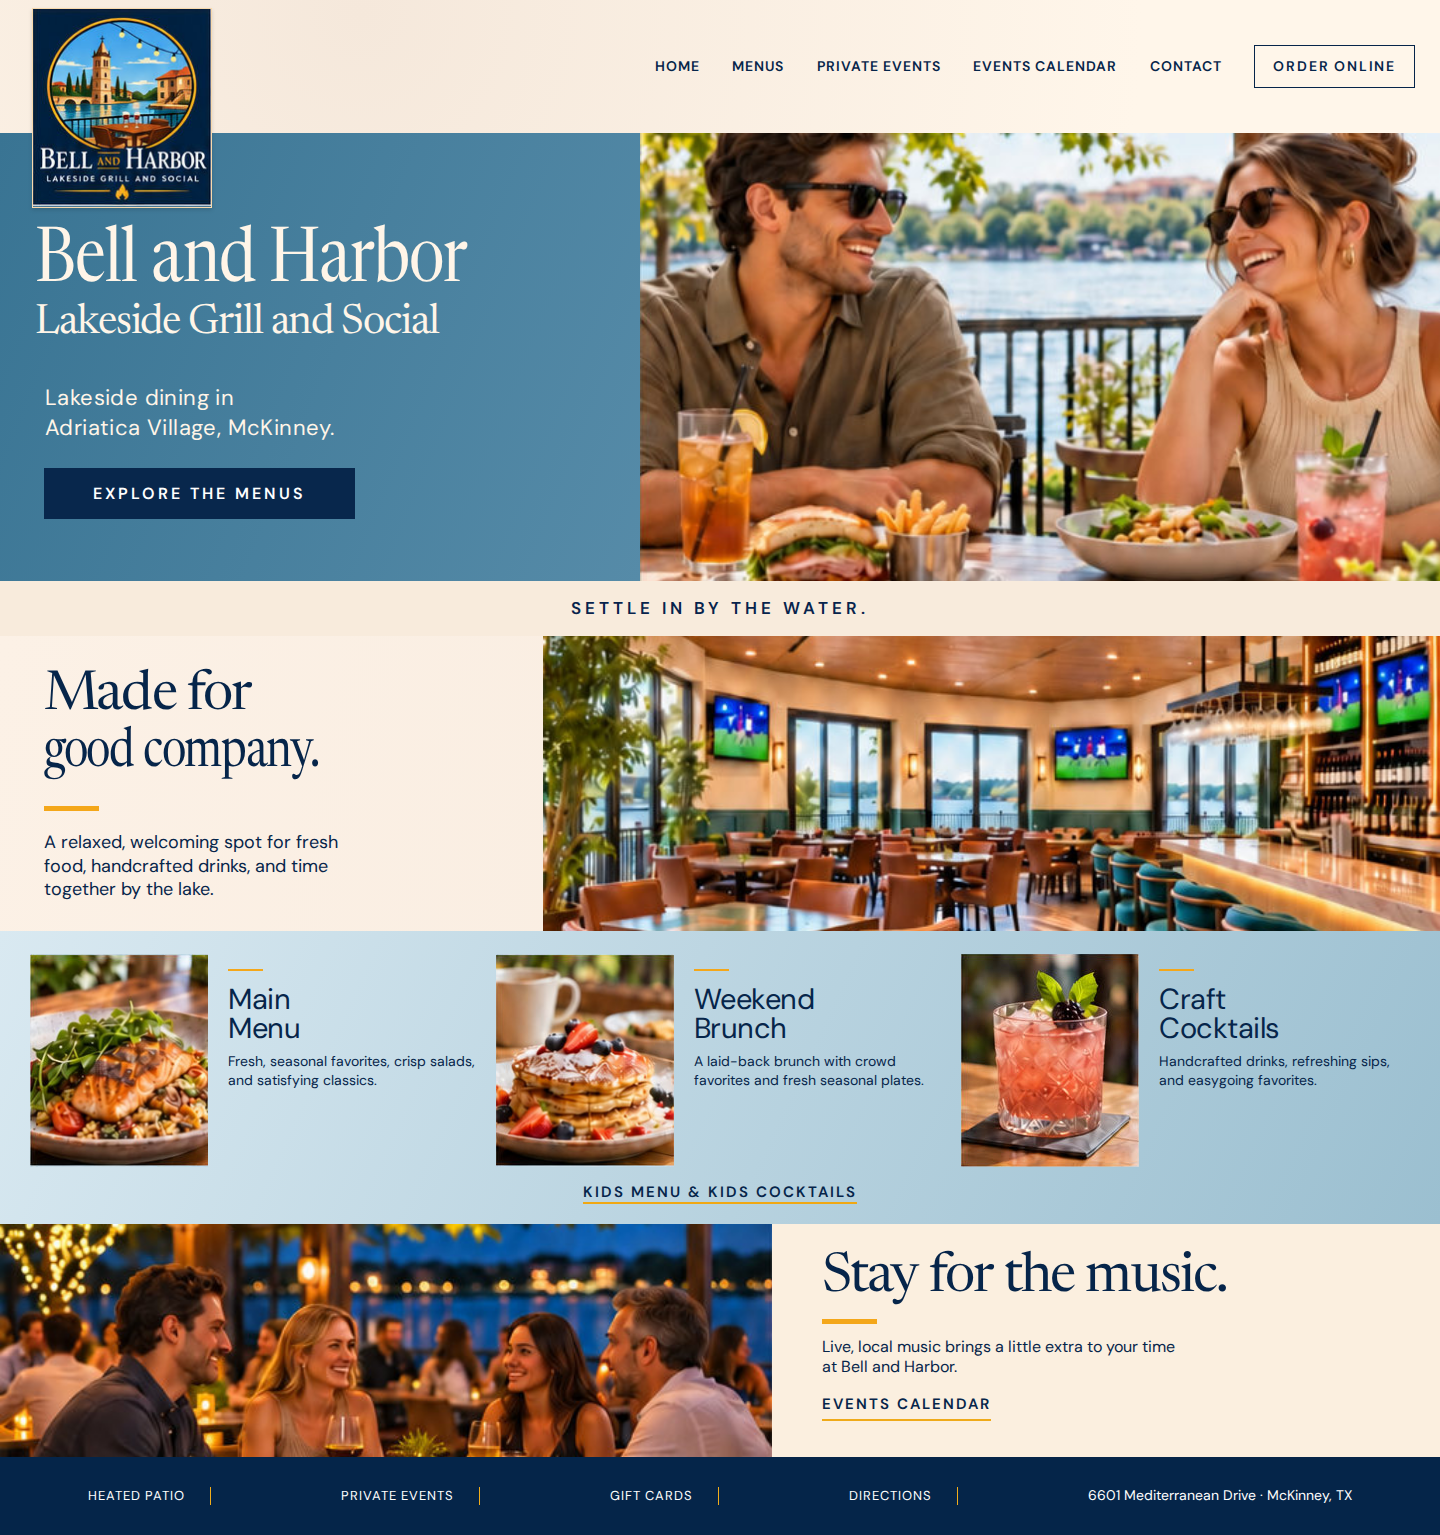 BELL AND HARBOR
LAKESIDE GRILL AND SOCIAL
HOME MENUS PRIVATE EVENTS EVENTS CALENDAR CONTACT ORDER ONLINE
Bell and Harbor
Lakeside Grill and Social
Lakeside dining in
Adriatica Village, McKinney.
EXPLORE THE MENUS
SETTLE IN BY THE WATER.
Made for
good company.
A relaxed, welcoming spot for fresh
food, handcrafted drinks, and time
together by the lake.
Main
Menu
Fresh, seasonal favorites, crisp salads,
and satisfying classics.
Weekend
Brunch
A laid-back brunch with crowd
favorites and fresh seasonal plates.
Craft
Cocktails
Handcrafted drinks, refreshing sips,
and easygoing favorites.
KIDS MENU & KIDS COCKTAILS
Stay for the music.
Live, local music brings a little extra to your time
at Bell and Harbor.
EVENTS CALENDAR
HEATED PATIO PRIVATE EVENTS GIFT CARDS DIRECTIONS 6601 Mediterranean Drive · McKinney, TX